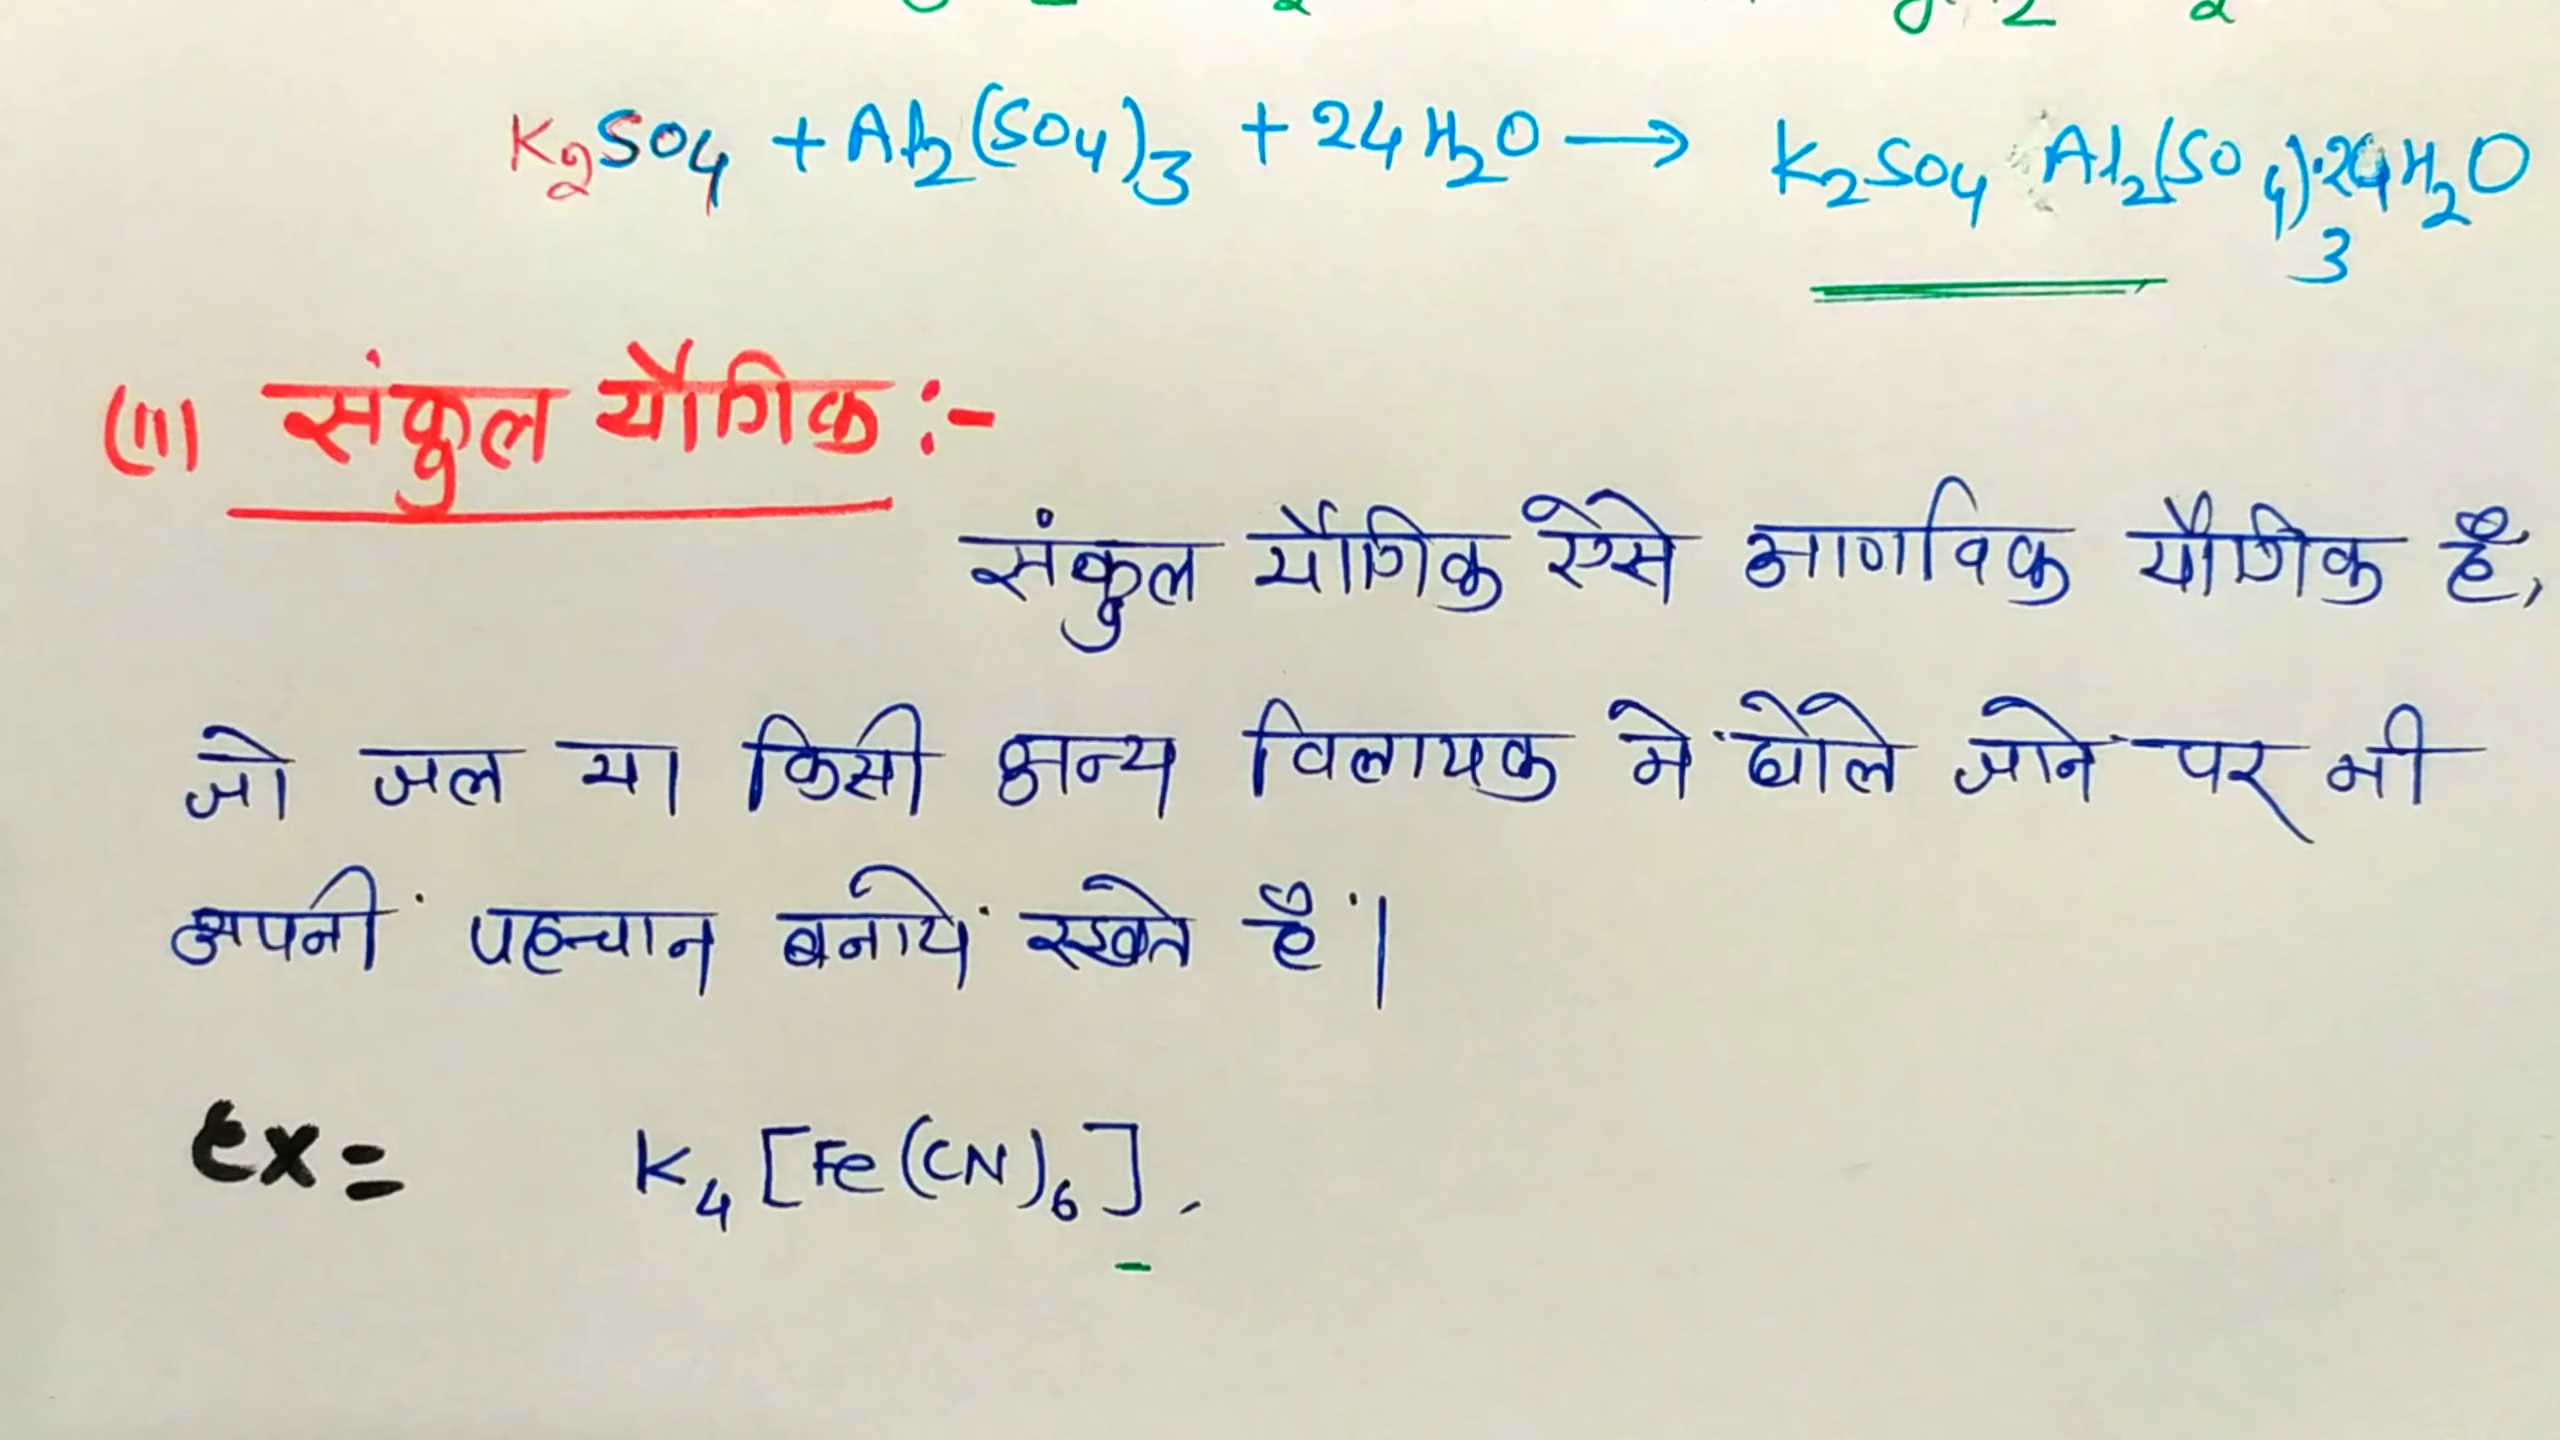 K₂SO₄ + Al₂(SO₄)₃ + 24H₂O → K₂SO₄ Al₂(SO₄)₃·24H₂O
(ii) संकुल यौगिक :-
संकुल यौगिक ऐसे आणविक यौगिक हैं,
जो जल या किसी अन्य विलायक में घोले जाने पर भी
अपनी पहचान बनाये रखते हैं।
ex = K₄[Fe(CN)₆],